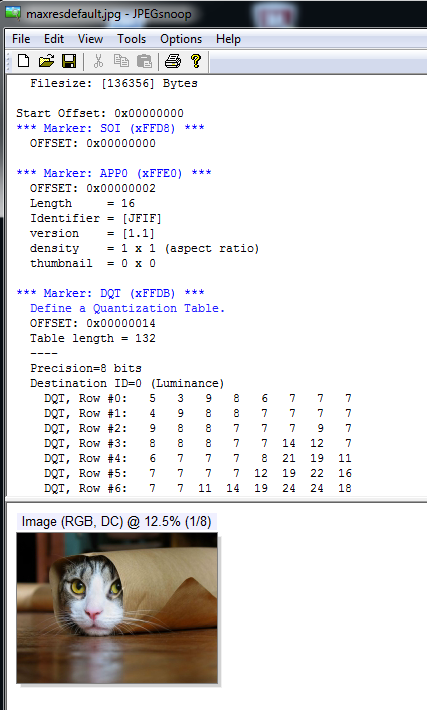 maxresdefault.jpg - JPEGsnoop
File Edit View Tools Options Help
Filesize: [136356] Bytes
Start Offset: 0x00000000
*** Marker: SOI (xFFD8) ***
OFFSET: 0x00000000
*** Marker: APP0 (xFFE0) ***
OFFSET: 0x00000002
Length = 16
Identifier = [JFIF]
version = [1.1]
density = 1 x 1 (aspect ratio)
thumbnail = 0 x 0
*** Marker: DQT (xFFDB) ***
Define a Quantization Table.
OFFSET: 0x00000014
Table length = 132
----
Precision=8 bits
Destination ID=0 (Luminance)
DQT, Row #0: 5 3 9 8 6 7 7 7
DQT, Row #1: 4 9 8 8 7 7 7 7
DQT, Row #2: 9 8 8 7 7 7 9 7
DQT, Row #3: 8 8 8 7 7 14 12 7
DQT, Row #4: 6 7 7 7 8 21 19 11
DQT, Row #5: 7 7 7 7 12 19 22 16
DQT, Row #6: 7 7 11 14 19 24 24 18
Image (RGB, DC) @ 12.5% (1/8)